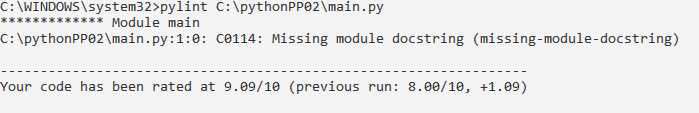 C:\WINDOWS\system32>pylint C:\pythonPP02\main.py
************* Module main
C:\pythonPP02\main.py:1:0: C0114: Missing module docstring (missing-module-docstring)
------------------------------------------------------------------
Your code has been rated at 9.09/10 (previous run: 8.00/10, +1.09)